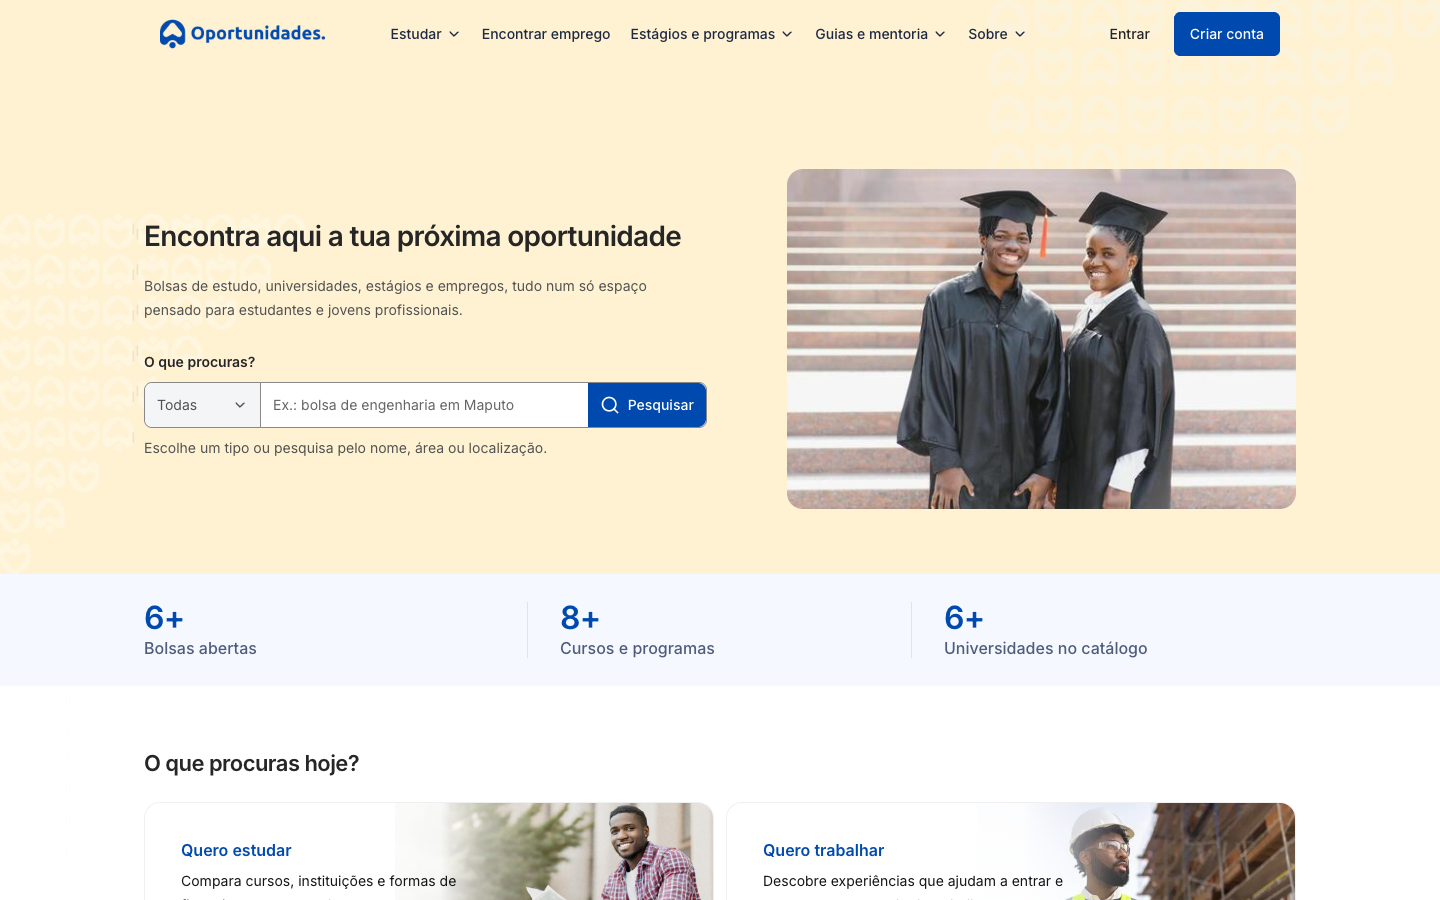 Oportunidades.
Estudar
Encontrar emprego
Estágios e programas
Guias e mentoria
Sobre
Entrar
Criar conta
Encontra aqui a tua próxima oportunidade
Bolsas de estudo, universidades, estágios e empregos, tudo num só espaço
pensado para estudantes e jovens profissionais.
O que procuras?
Todas
Ex.: bolsa de engenharia em Maputo
Pesquisar
Escolhe um tipo ou pesquisa pelo nome, área ou localização.
6+
Bolsas abertas
8+
Cursos e programas
6+
Universidades no catálogo
O que procuras hoje?
Quero estudar
Compara cursos, instituições e formas de
Quero trabalhar
Descobre experiências que ajudam a entrar e